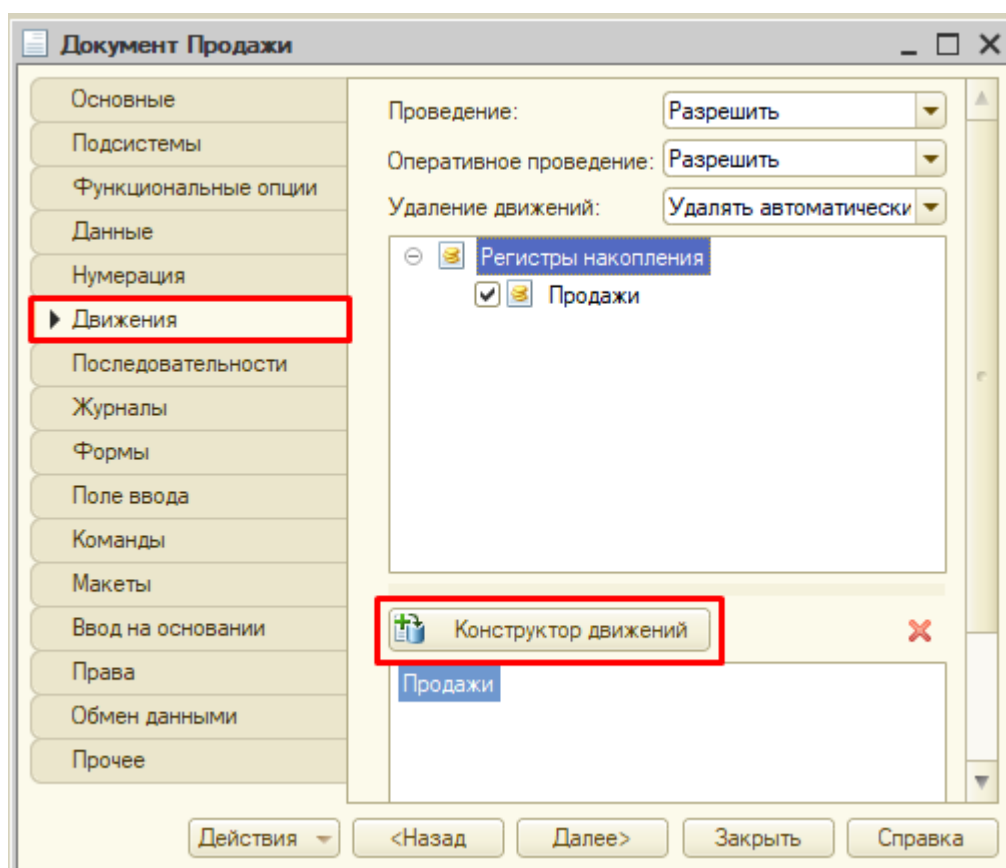 Документ Продажи
Основные
Подсистемы
Функциональные опции
Данные
Нумерация
Движения
Последовательности
Журналы
Формы
Поле ввода
Команды
Макеты
Ввод на основании
Права
Обмен данными
Прочее
Проведение: Разрешить
Оперативное проведение: Разрешить
Удаление движений: Удалять автоматически
Регистры накопления
Продажи
Конструктор движений
Продажи
Действия <Назад Далее> Закрыть Справка